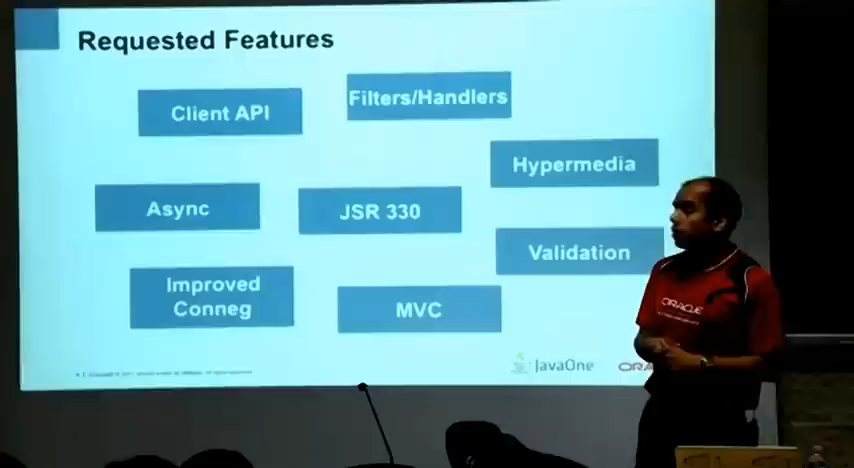 Requested Features
Client API
Filters/Handlers
Hypermedia
Async
JSR 330
Validation
Improved
Conneg
MVC
JavaOne
ORACLE